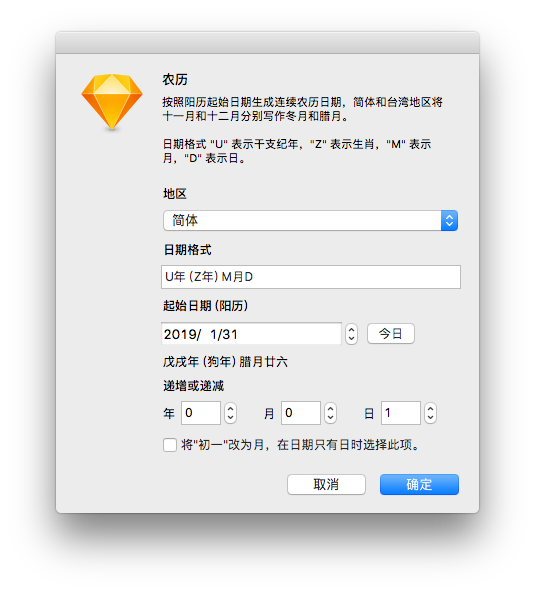 农历
按照阳历起始日期生成连续农历日期，简体和台湾地区将
十一月和十二月分别写作冬月和腊月。
日期格式 "U" 表示干支纪年，"Z" 表示生肖，"M" 表示
月，"D" 表示日。
地区
简体
日期格式
U年 (Z年) M月D
起始日期 (阳历)
2019/ 1/31
今日
戊戌年 (狗年) 腊月廿六
递增或递减
年 0 月 0 日 1
将"初一"改为月，在日期只有日时选择此项。
取消 确定